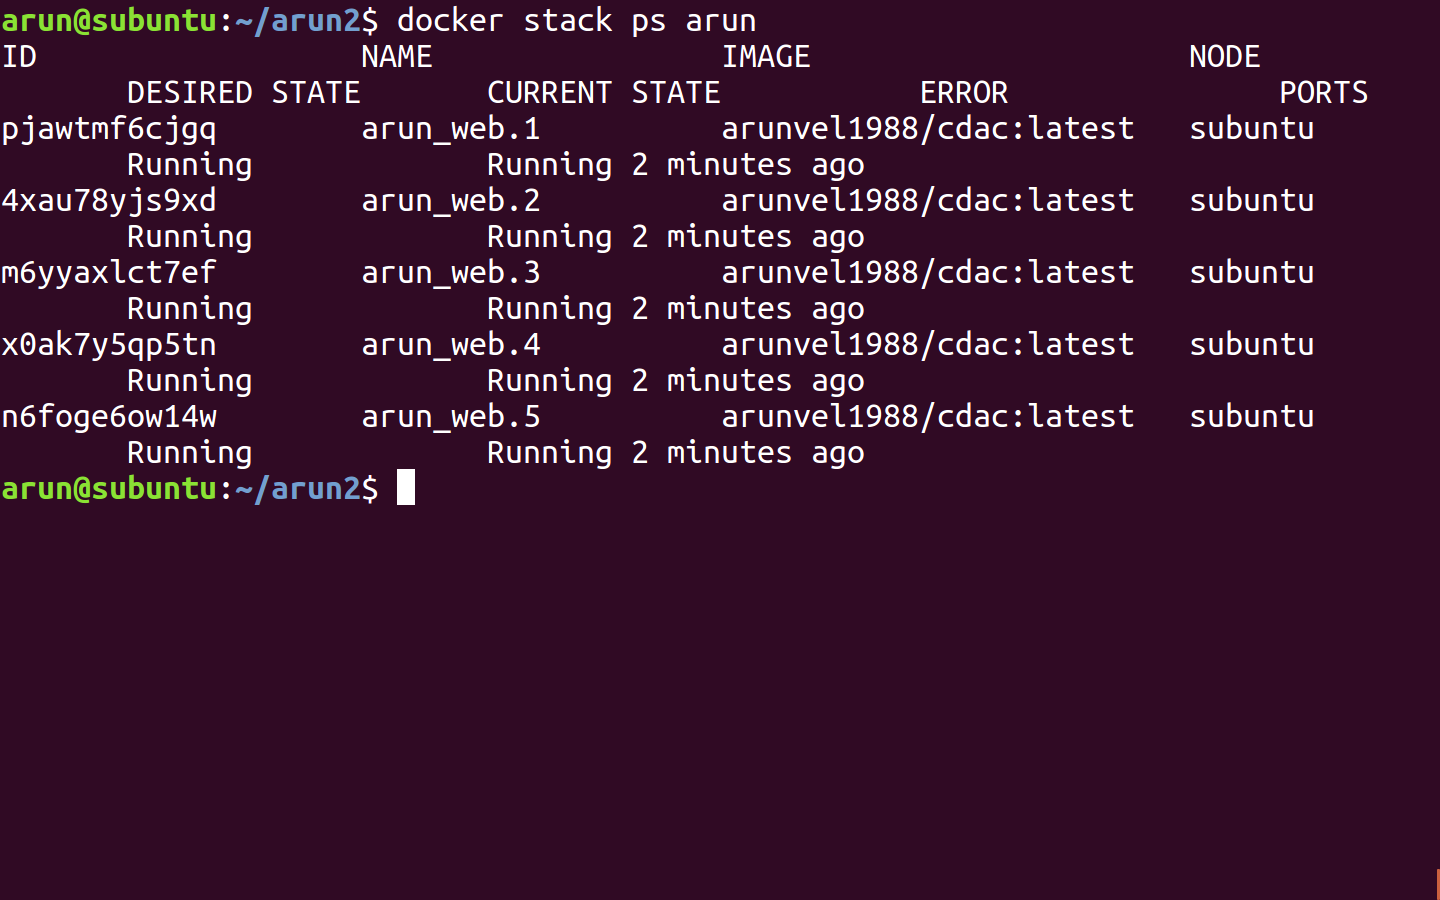 arun@subuntu:~/arun2$ docker stack ps arun
ID                  NAME                IMAGE                     NODE
       DESIRED STATE       CURRENT STATE           ERROR               PORTS
pjawtmf6cjgq        arun_web.1          arunvel1988/cdac:latest   subuntu
       Running             Running 2 minutes ago
4xau78yjs9xd        arun_web.2          arunvel1988/cdac:latest   subuntu
       Running             Running 2 minutes ago
m6yyaxlct7ef        arun_web.3          arunvel1988/cdac:latest   subuntu
       Running             Running 2 minutes ago
x0ak7y5qp5tn        arun_web.4          arunvel1988/cdac:latest   subuntu
       Running             Running 2 minutes ago
n6foge6ow14w        arun_web.5          arunvel1988/cdac:latest   subuntu
       Running             Running 2 minutes ago
arun@subuntu:~/arun2$